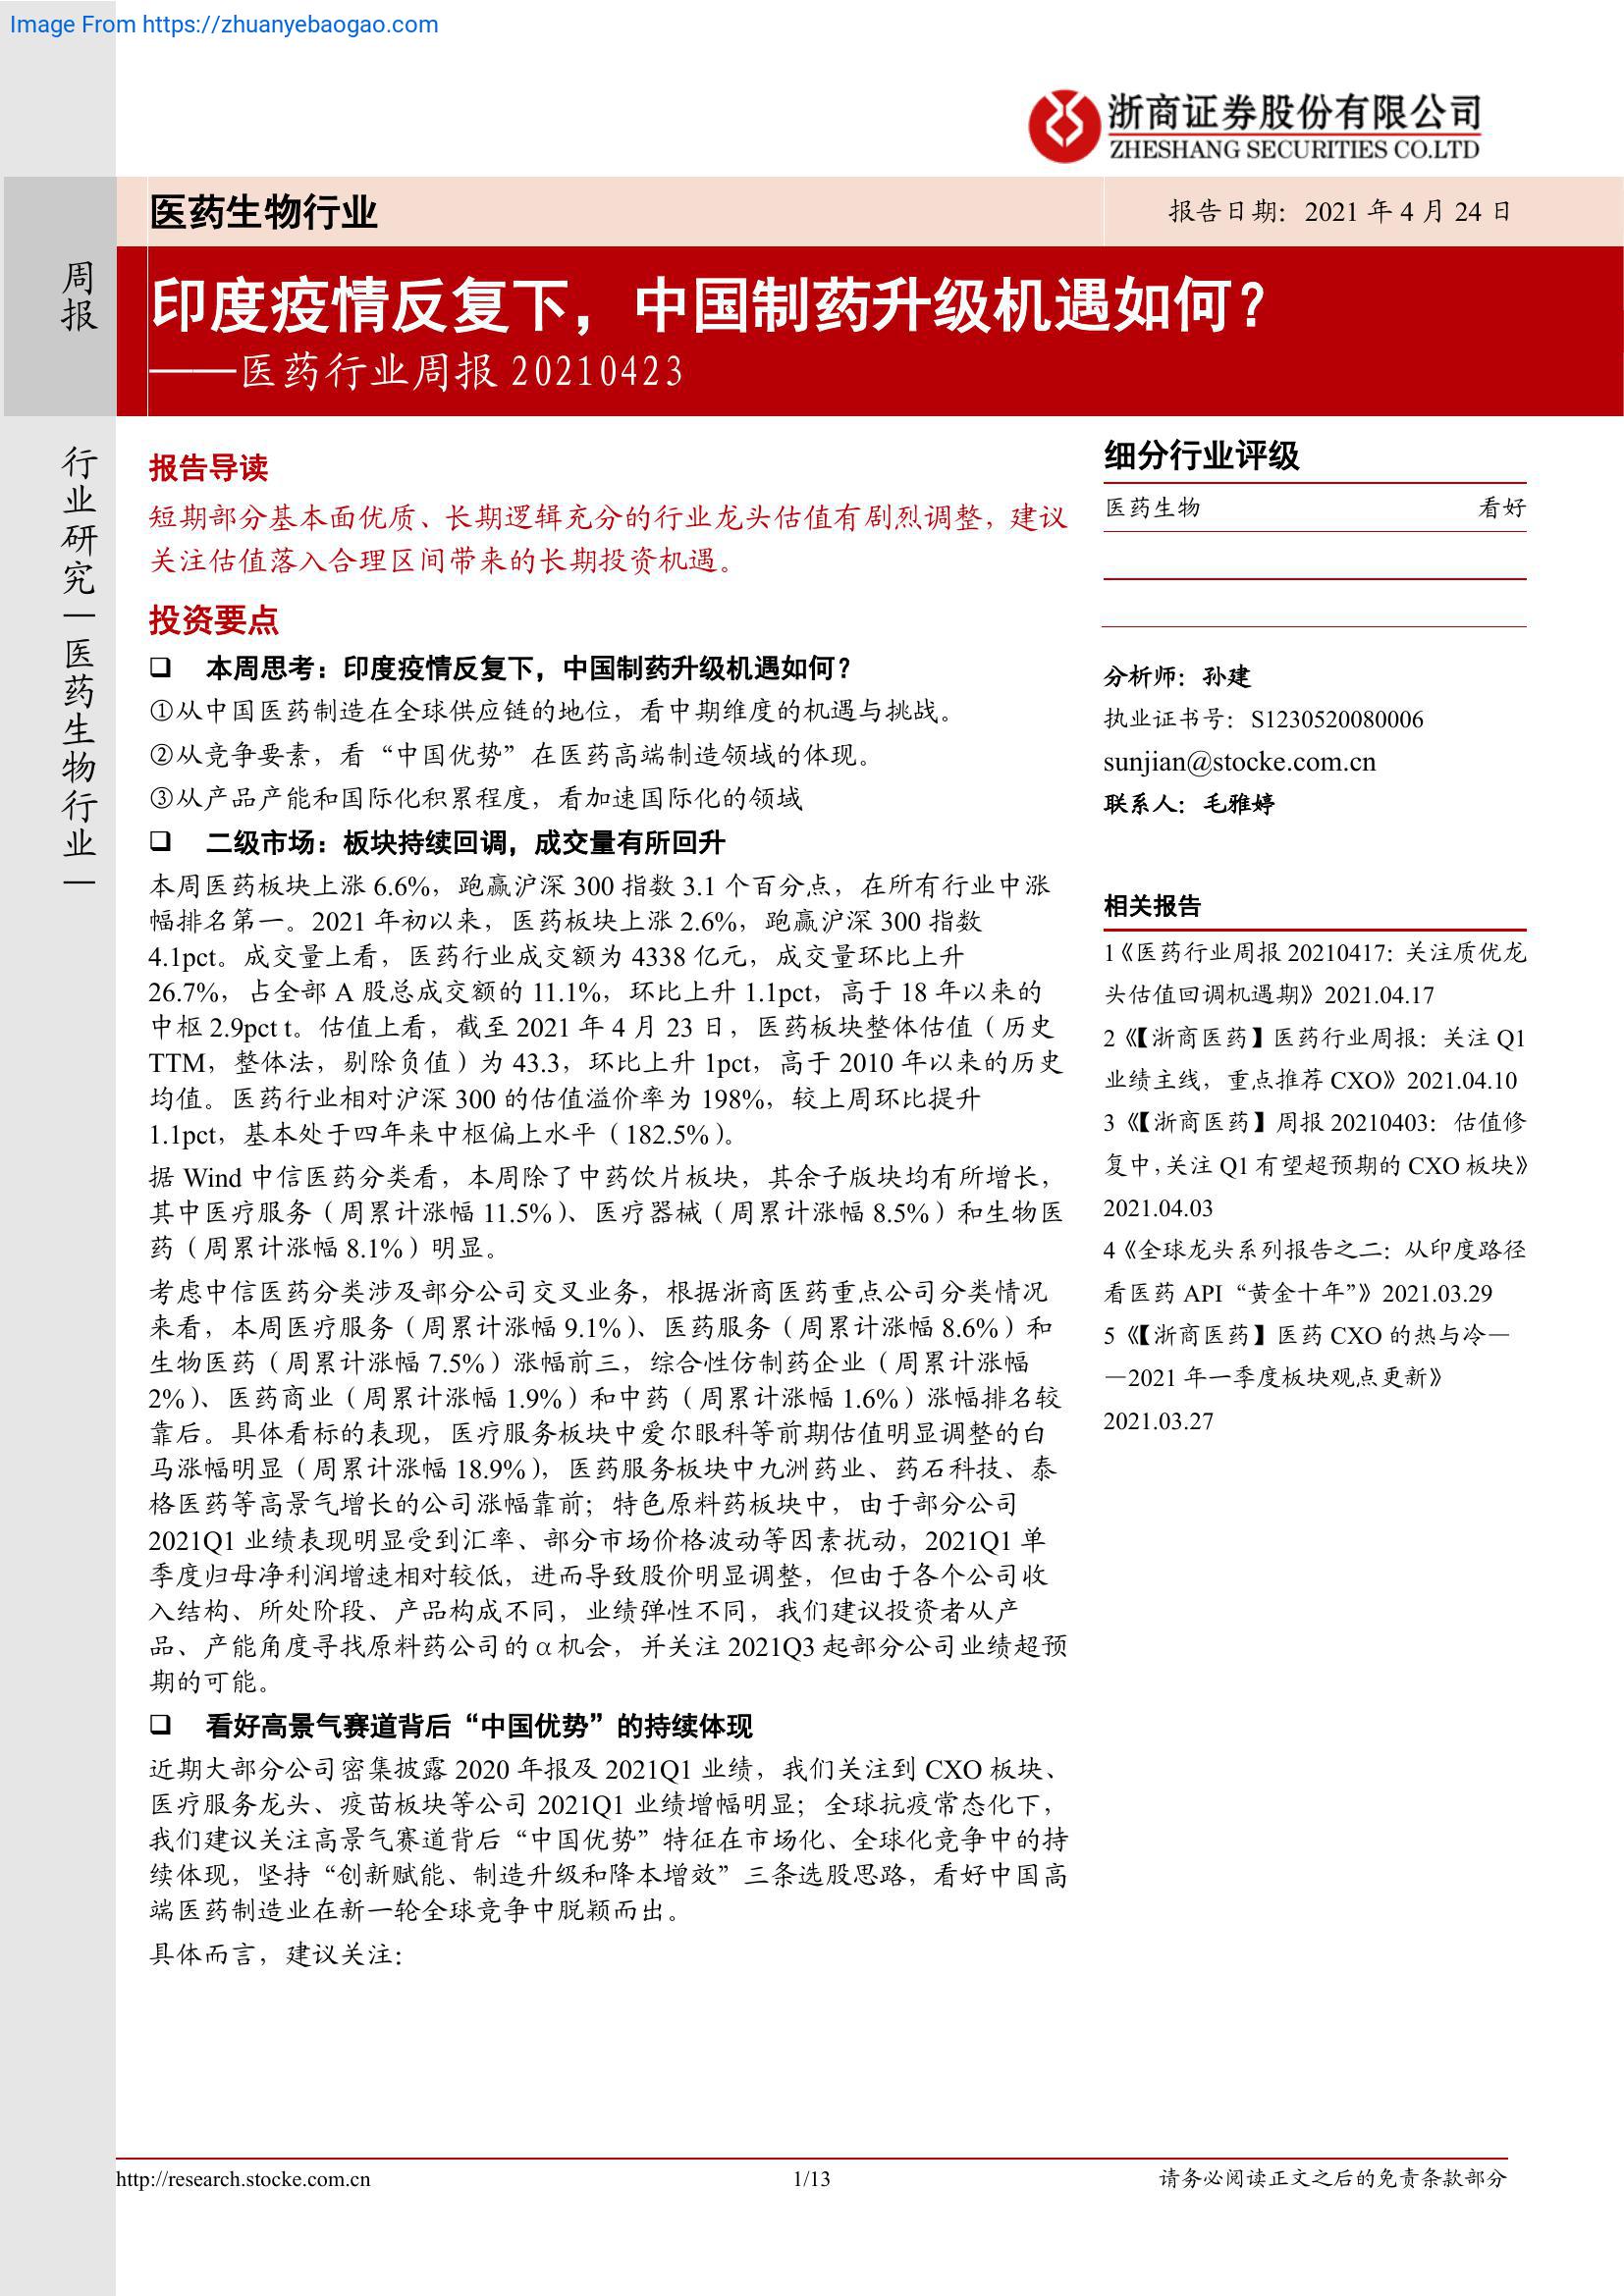 Image From https://zhuanyebaogao.com
浙商证券股份有限公司
ZHESHANG SECURITIES CO.LTD
医药生物行业
报告日期：2021 年 4 月 24 日
周报
印度疫情反复下，中国制药升级机遇如何？
——医药行业周报 20210423
行业研究｜医药生物行业｜
报告导读
短期部分基本面优质、长期逻辑充分的行业龙头估值有剧烈调整，建议
关注估值落入合理区间带来的长期投资机遇。
投资要点
❑ 本周思考：印度疫情反复下，中国制药升级机遇如何？
①从中国医药制造在全球供应链的地位，看中期维度的机遇与挑战。
②从竞争要素，看“中国优势”在医药高端制造领域的体现。
③从产品产能和国际化积累程度，看加速国际化的领域
❑ 二级市场：板块持续回调，成交量有所回升
本周医药板块上涨 6.6%，跑赢沪深 300 指数 3.1 个百分点，在所有行业中涨
幅排名第一。2021 年初以来，医药板块上涨 2.6%，跑赢沪深 300 指数
4.1pct。成交量上看，医药行业成交额为 4338 亿元，成交量环比上升
26.7%，占全部 A 股总成交额的 11.1%，环比上升 1.1pct，高于 18 年以来的
中枢 2.9pct t。估值上看，截至 2021 年 4 月 23 日，医药板块整体估值（历史
TTM，整体法，剔除负值）为 43.3，环比上升 1pct，高于 2010 年以来的历史
均值。医药行业相对沪深 300 的估值溢价率为 198%，较上周环比提升
1.1pct，基本处于四年来中枢偏上水平（182.5%）。
据 Wind 中信医药分类看，本周除了中药饮片板块，其余子版块均有所增长，
其中医疗服务（周累计涨幅 11.5%）、医疗器械（周累计涨幅 8.5%）和生物医
药（周累计涨幅 8.1%）明显。
考虑中信医药分类涉及部分公司交叉业务，根据浙商医药重点公司分类情况
来看，本周医疗服务（周累计涨幅 9.1%）、医药服务（周累计涨幅 8.6%）和
生物医药（周累计涨幅 7.5%）涨幅前三，综合性仿制药企业（周累计涨幅
2%）、医药商业（周累计涨幅 1.9%）和中药（周累计涨幅 1.6%）涨幅排名较
靠后。具体看标的表现，医疗服务板块中爱尔眼科等前期估值明显调整的白
马涨幅明显（周累计涨幅 18.9%），医药服务板块中九洲药业、药石科技、泰
格医药等高景气增长的公司涨幅靠前；特色原料药板块中，由于部分公司
2021Q1 业绩表现明显受到汇率、部分市场价格波动等因素扰动，2021Q1 单
季度归母净利润增速相对较低，进而导致股价明显调整，但由于各个公司收
入结构、所处阶段、产品构成不同，业绩弹性不同，我们建议投资者从产
品、产能角度寻找原料药公司的 α 机会，并关注 2021Q3 起部分公司业绩超预
期的可能。
❑ 看好高景气赛道背后“中国优势”的持续体现
近期大部分公司密集披露 2020 年报及 2021Q1 业绩，我们关注到 CXO 板块、
医疗服务龙头、疫苗板块等公司 2021Q1 业绩增幅明显；全球抗疫常态化下，
我们建议关注高景气赛道背后“中国优势”特征在市场化、全球化竞争中的持
续体现，坚持“创新赋能、制造升级和降本增效”三条选股思路，看好中国高
端医药制造业在新一轮全球竞争中脱颖而出。
具体而言，建议关注：
细分行业评级
医药生物 看好
分析师：孙建
执业证书号：S1230520080006
sunjian@stocke.com.cn
联系人：毛雅婷
相关报告
1《医药行业周报 20210417：关注质优龙
头估值回调机遇期》2021.04.17
2《【浙商医药】医药行业周报：关注 Q1
业绩主线，重点推荐 CXO》2021.04.10
3《【浙商医药】周报 20210403：估值修
复中,关注 Q1 有望超预期的 CXO 板块》
2021.04.03
4《全球龙头系列报告之二：从印度路径
看医药 API“黄金十年”》2021.03.29
5《【浙商医药】医药 CXO 的热与冷—
—2021 年一季度板块观点更新》
2021.03.27
http://research.stocke.com.cn
1/13
请务必阅读正文之后的免责条款部分